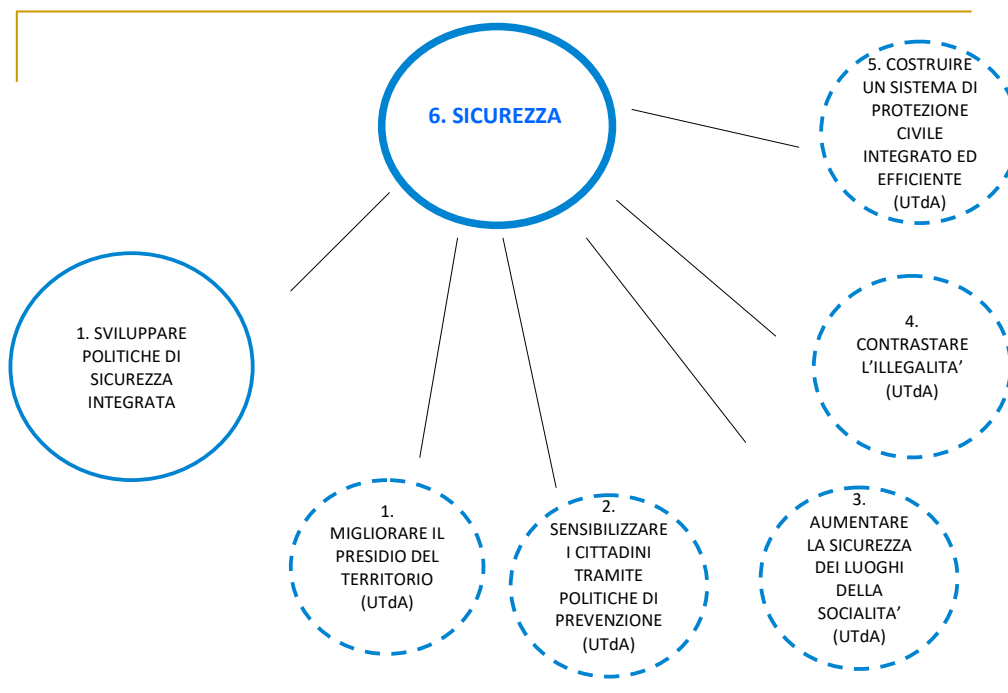 6. SICUREZZA
5. COSTRUIRE
UN SISTEMA DI
PROTEZIONE
CIVILE
INTEGRATO ED
EFFICIENTE
(UTdA)
1. SVILUPPARE
POLITICHE DI
SICUREZZA
INTEGRATA
4.
CONTRASTARE
L’ILLEGALITA’
(UTdA)
1.
MIGLIORARE IL
PRESIDIO DEL
TERRITORIO
(UTdA)
2.
SENSIBILIZZARE
I CITTADINI
TRAMITE
POLITICHE DI
PREVENZIONE
(UTdA)
3.
AUMENTARE
LA SICUREZZA
DEI LUOGHI
DELLA
SOCIALITA’
(UTdA)